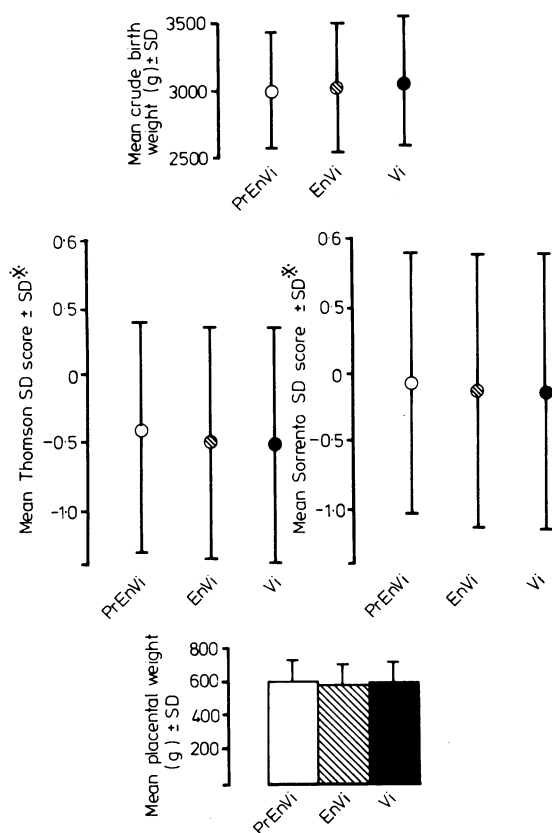 Mean crude birth
weight (g) ± SD
3500
3000
2500
PrEnVi
EnVi
Vi
Mean Thomson SD score ± SD※
0·6
0·5
0
-0·5
-1·0
PrEnVi
EnVi
Vi
Mean Sorrento SD score ± SD※
0·6
0·5
0
-0·5
-1·0
PrEnVi
EnVi
Vi
Mean placental weight
(g) ± SD
800
600
400
200
PrEnVi
EnVi
Vi